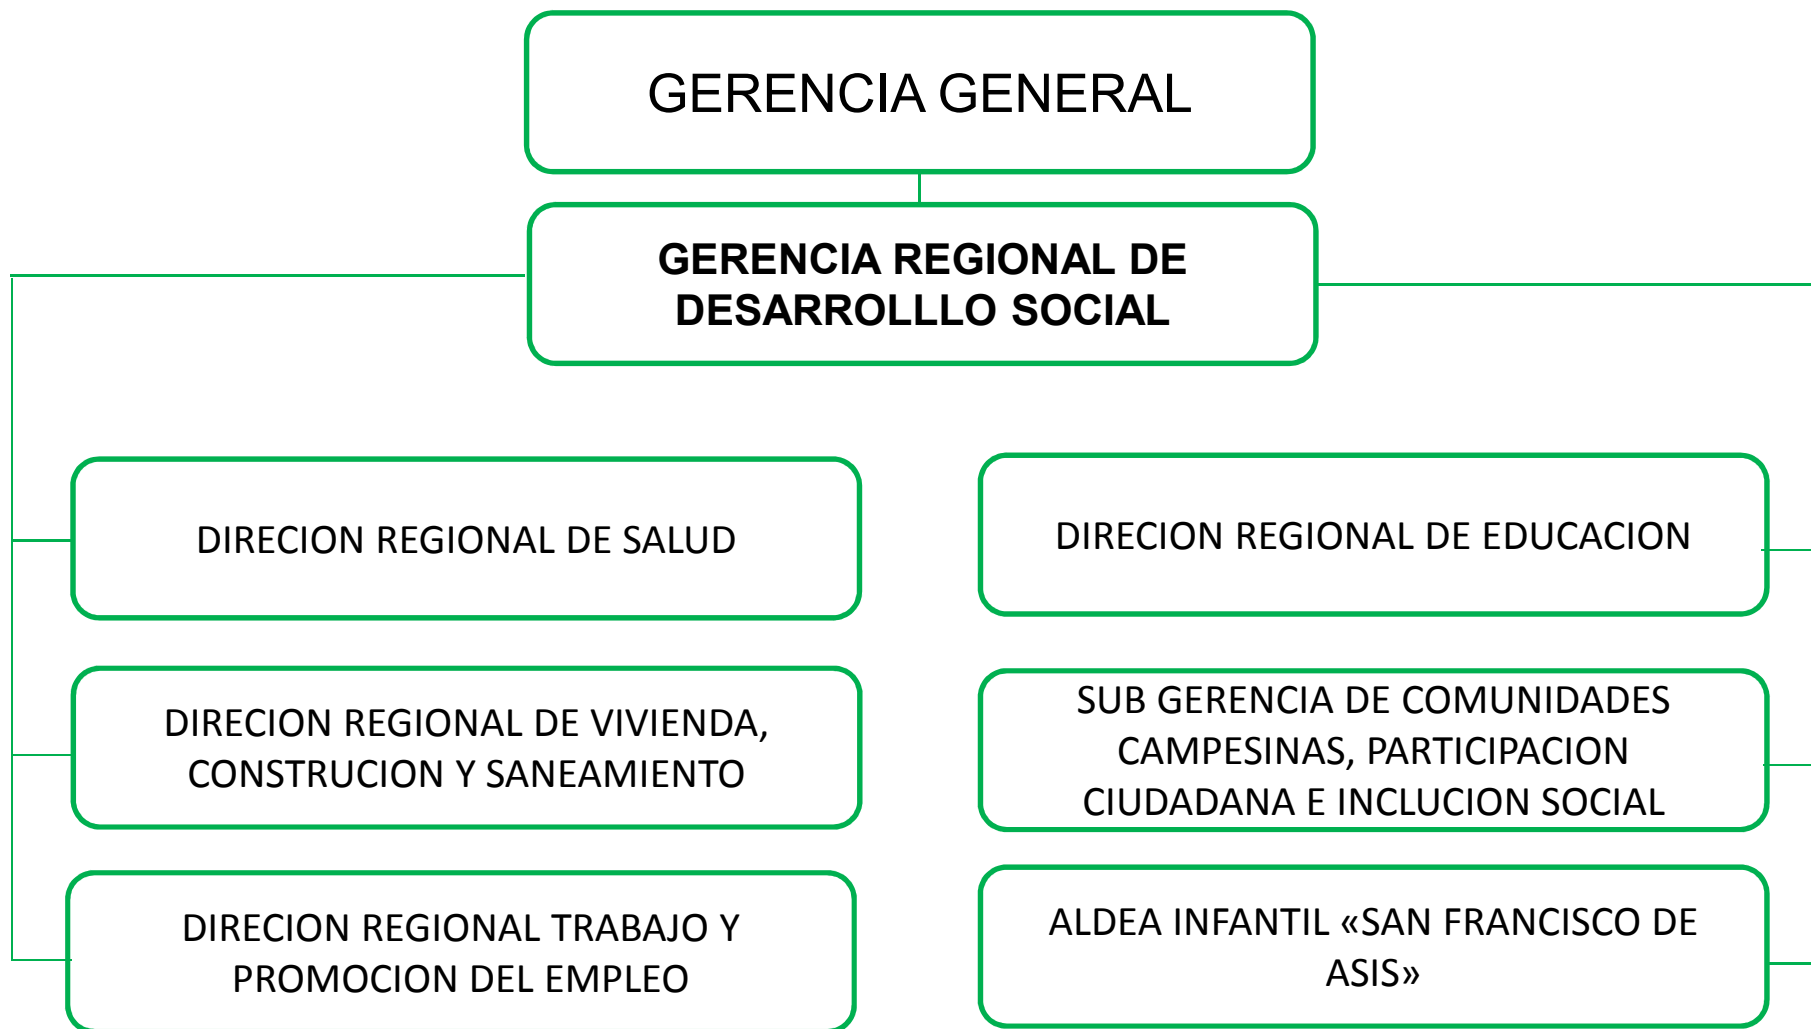 GERENCIA GENERAL
GERENCIA REGIONAL DE
DESARROLLLO SOCIAL
DIRECION REGIONAL DE SALUD
DIRECION REGIONAL DE EDUCACION
DIRECION REGIONAL DE VIVIENDA,
CONSTRUCION Y SANEAMIENTO
SUB GERENCIA DE COMUNIDADES
CAMPESINAS, PARTICIPACION
CIUDADANA E INCLUCION SOCIAL
DIRECION REGIONAL TRABAJO Y
PROMOCION DEL EMPLEO
ALDEA INFANTIL «SAN FRANCISCO DE
ASIS»